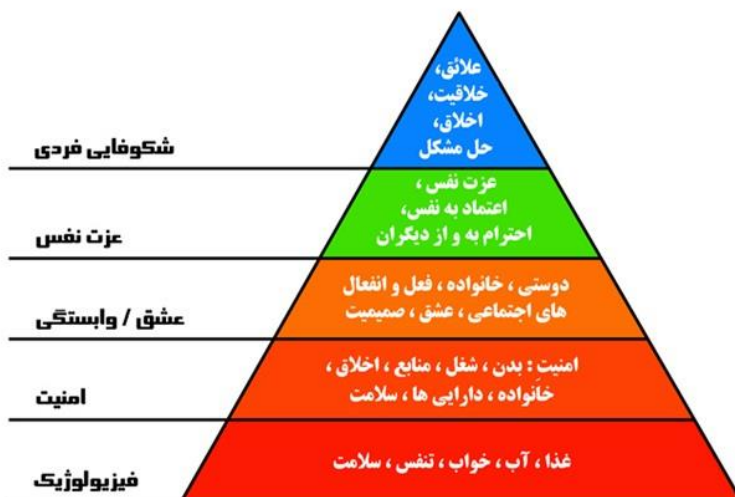 علائق،
خلاقیت،
اخلاق،
حل مشکل
شکوفایی فردی
عزت نفس ،
اعتماد به نفس،
احترام به و از دیگران
عزت نفس
دوستی ، خانواده ، فعل و انفعال
های اجتماعی ، عشق ، صمیمیت
عشق / وابستگی
امنیتِ : بدن ، شغل ، منابع ، اخلاق ،
خانواده ، دارایی ها ، سلامت
امنیت
غذا ، آب ، خواب ، تنفس ، سلامت
فیزیولوژیک